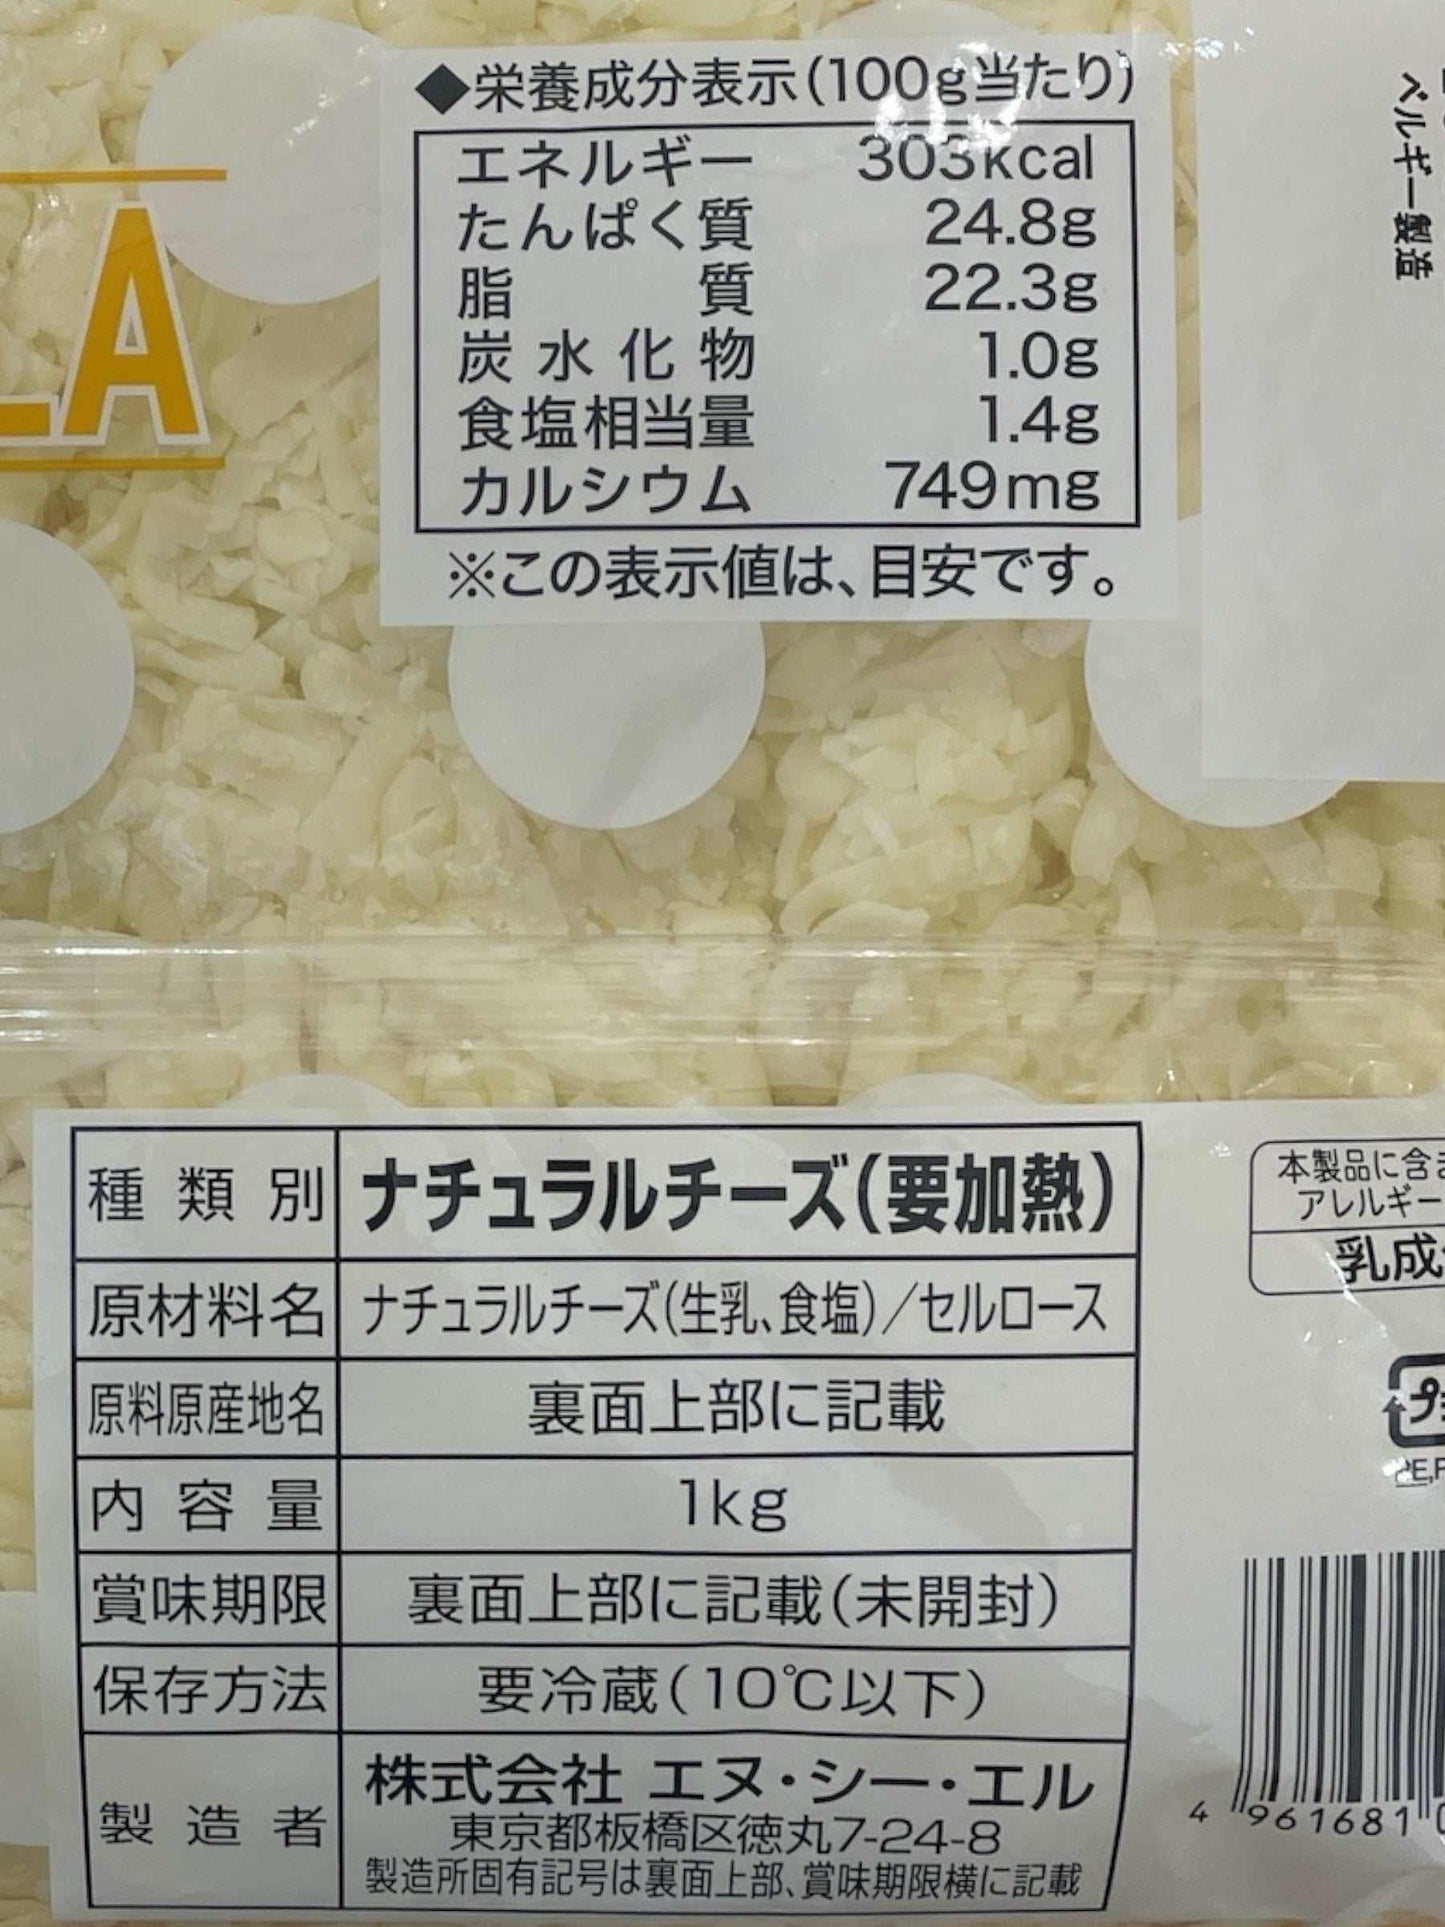 ◆栄養成分表示(100g当たり)
エネルギー 303kcal
たんぱく質 24.8g
脂質 22.3g
炭水化物 1.0g
食塩相当量 1.4g
カルシウム 749mg
※この表示値は、目安です。
ベルギー製造
LA
種類別 ナチュラルチーズ(要加熱)
原材料名 ナチュラルチーズ(生乳、食塩)/セルロース
原料原産地名 裏面上部に記載
内容量 1kg
賞味期限 裏面上部に記載(未開封)
保存方法 要冷蔵(10℃以下)
製造者 株式会社 エヌ・シー・エル
東京都板橋区徳丸7-24-8
製造所固有記号は裏面上部、賞味期限横に記載
本製品に含
アレルギー
乳成
プ
PE,
4 961681